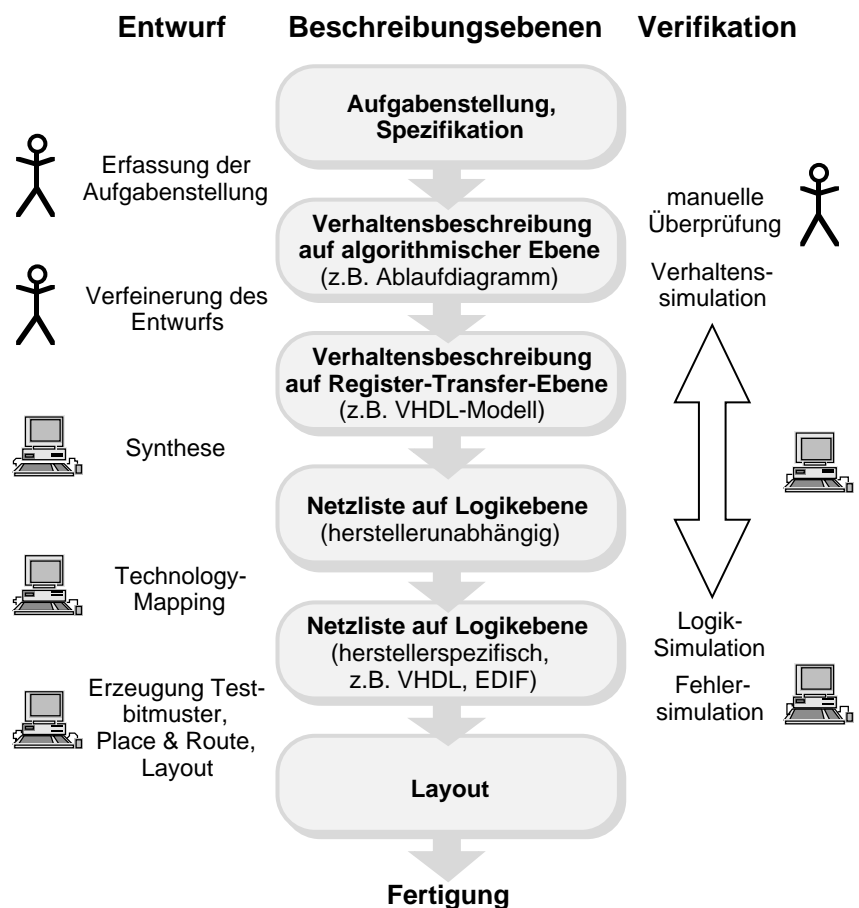 Entwurf Beschreibungsebenen Verifikation
Aufgabenstellung,
Spezifikation
Erfassung der
Aufgabenstellung
manuelle
Überprüfung
Verhaltensbeschreibung
auf algorithmischer Ebene
(z.B. Ablaufdiagramm)
Verhaltens-
simulation
Verfeinerung des
Entwurfs
Verhaltensbeschreibung
auf Register-Transfer-Ebene
(z.B. VHDL-Modell)
Synthese
Netzliste auf Logikebene
(herstellerunabhängig)
Technology-
Mapping
Netzliste auf Logikebene
(herstellerspezifisch,
z.B. VHDL, EDIF)
Logik-
Simulation
Fehler-
simulation
Erzeugung Test-
bitmuster,
Place & Route,
Layout
Layout
Fertigung